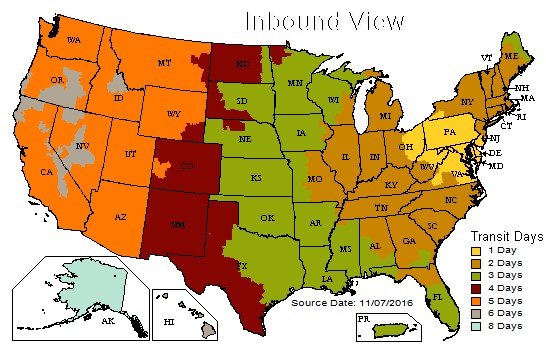 Inbound View
WA
MT
ND
MN
ME
VT
OR
ID
WY
SD
WI
MI
NY
NH
MA
RI
CT
NV
UT
NE
IA
IL
IN
OH
PA
NJ
DE
MD
WV
VA
CA
CO
KS
MO
KY
NC
AZ
NM
OK
AR
TN
SC
TX
LA
MS
AL
GA
FL
AK
HI
PR
Source Date: 11/07/2016
Transit Days
1 Day
2 Days
3 Days
4 Days
5 Days
6 Days
8 Days